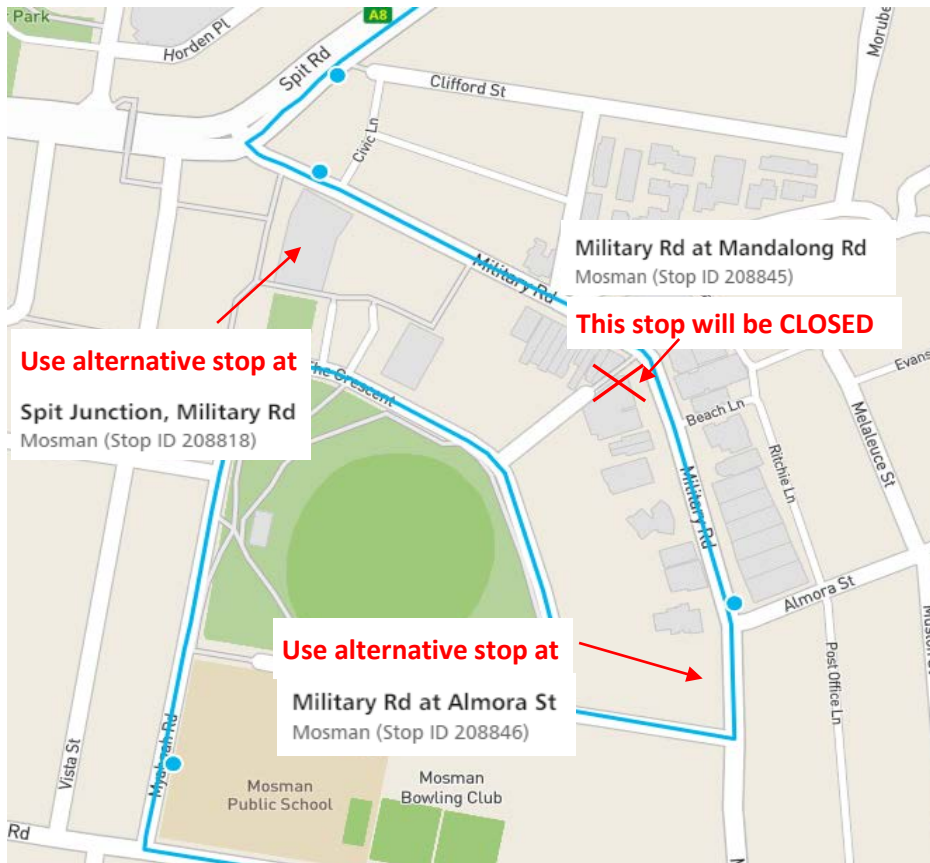 Park
A8
Horden Pl
Spit Rd
Clifford St
Civic Ln
Military Rd
Military Rd at Mandalong Rd
Mosman (Stop ID 208845)
This stop will be CLOSED
Use alternative stop at
Spit Junction, Military Rd
Mosman (Stop ID 208818)
The Crescent
Evans
Beach Ln
Melaleuce St
Ritchie Ln
Military Rd
Almora St
Use alternative stop at
Military Rd at Almora St
Mosman (Stop ID 208846)
Post Office Ln
Vista St
Mosman
Public School
Mosman
Bowling Club
Rd